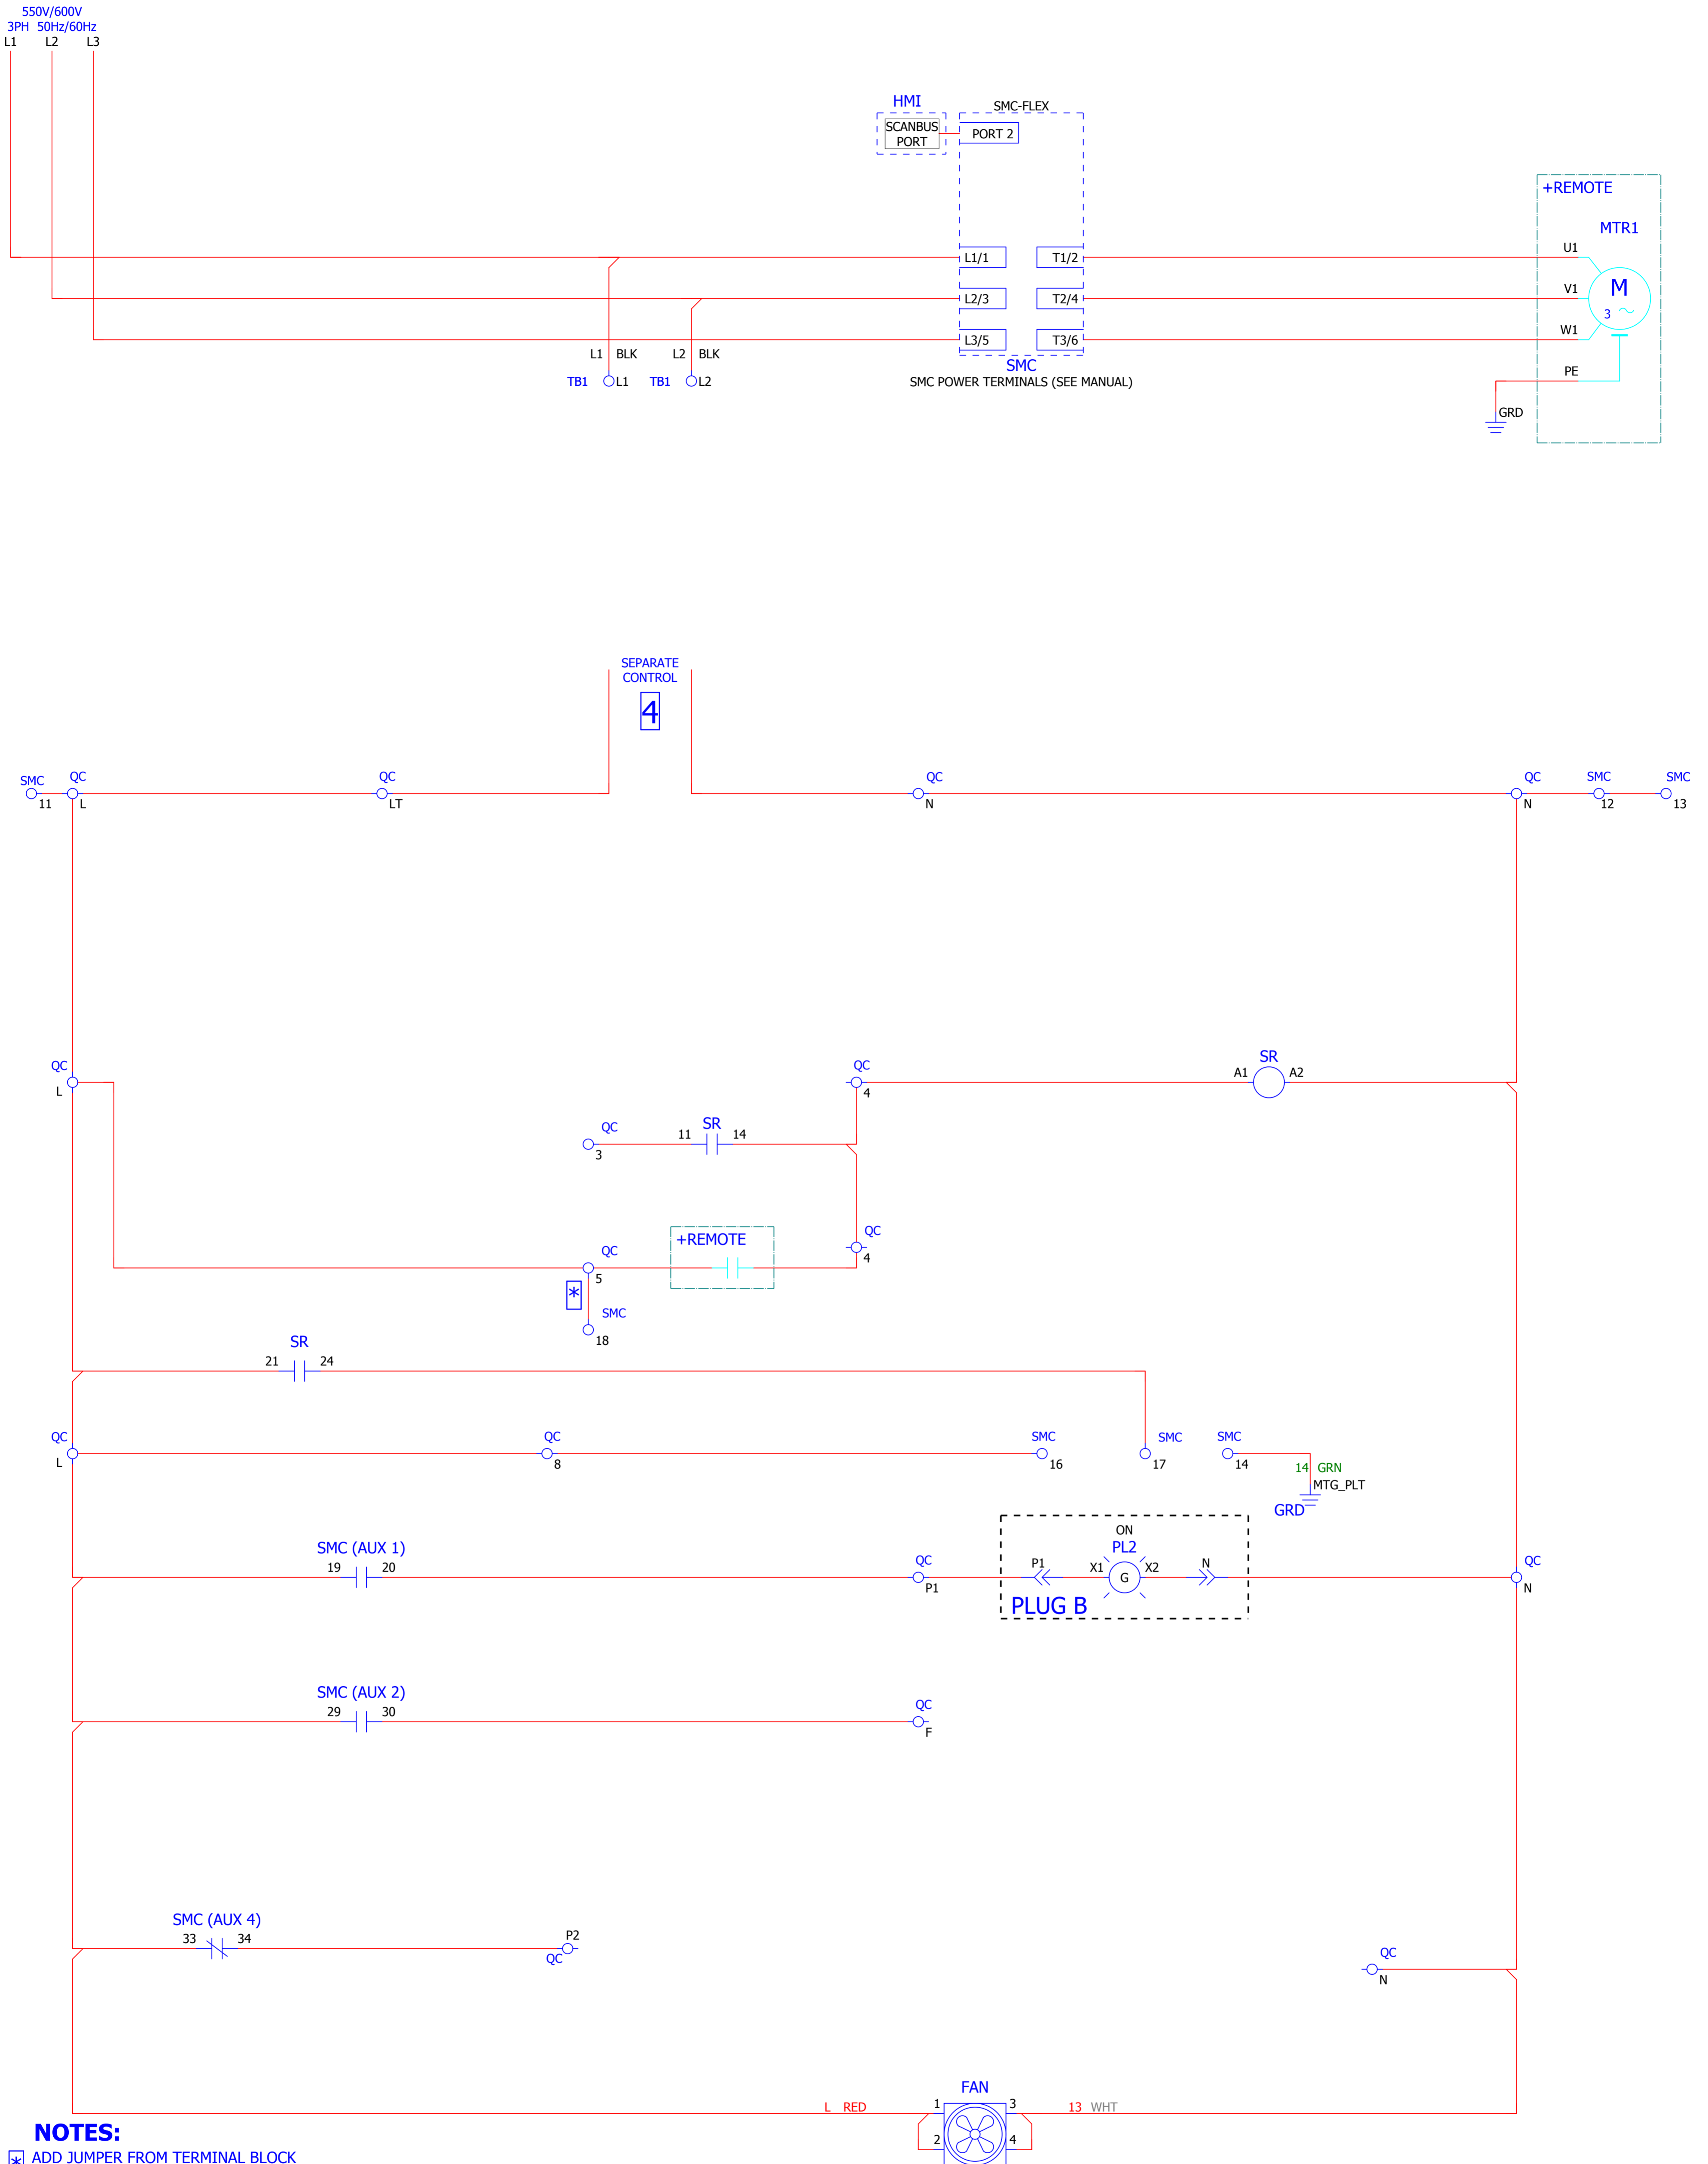 550V/600V
3PH 50Hz/60Hz
L1 L2 L3
HMI
SCANBUS
PORT
SMC-FLEX
PORT 2
+REMOTE
MTR1
L1/1 T1/2 U1
L2/3 T2/4 V1
M
3
L3/5 T3/6 W1
L1 BLK L2 BLK
SMC
TB1 L1 TB1 L2
SMC POWER TERMINALS (SEE MANUAL)
PE
GRD
SEPARATE
CONTROL
4
SMC QC QC QC QC SMC SMC
11 L LT N N 12 13
QC QC SR
L 4 A1 A2
QC SR
3 11 14
+REMOTE QC
QC 4
5
*
SMC
18
SR
21 24
QC QC SMC SMC SMC
L 8 16 17 14
14 GRN
MTG_PLT
GRD
ON
SMC (AUX 1) PL2
19 20 QC P1 X1 G X2 N QC
P1 N
PLUG B
SMC (AUX 2)
29 30 QC
F
SMC (AUX 4)
33 34 P2
QC
QC
N
FAN
L RED 1 3 13 WHT
2 4
NOTES:
* ADD JUMPER FROM TERMINAL BLOCK